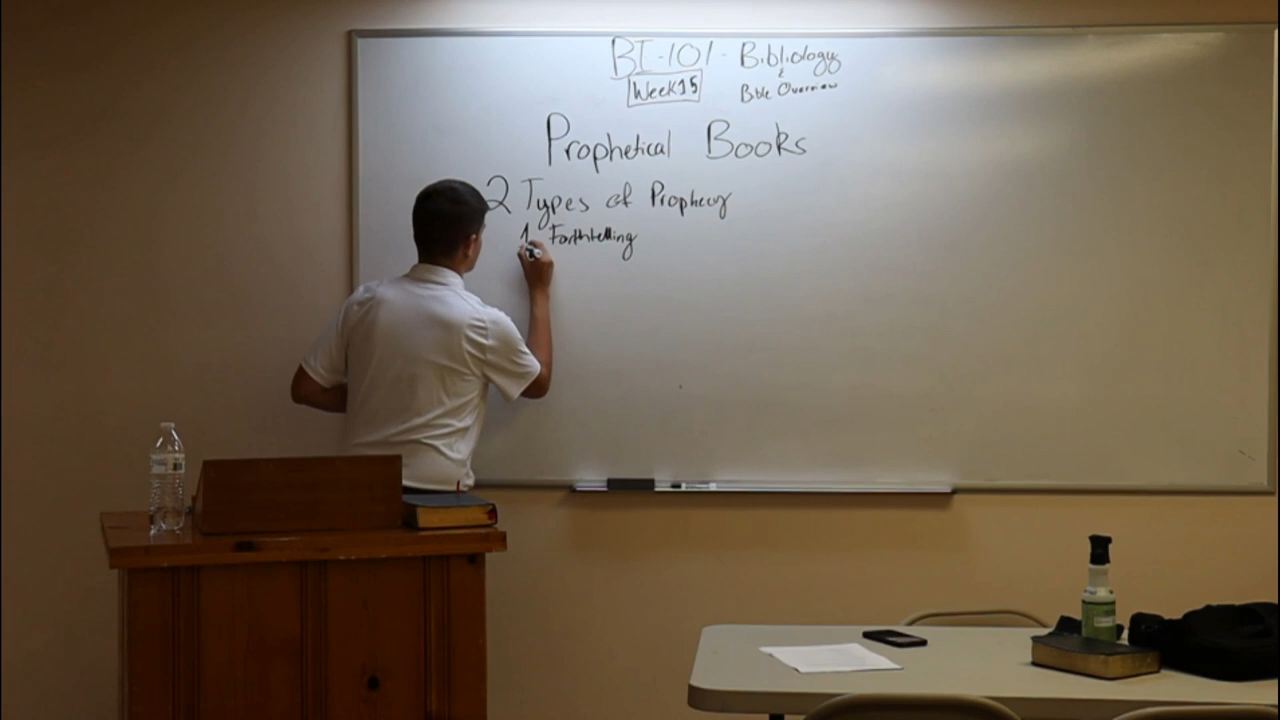 BI-101 - Bibliology
&
Week 15
Bible Overview
Prophetical Books
2 Types of Prophecy
1 Forthtelling